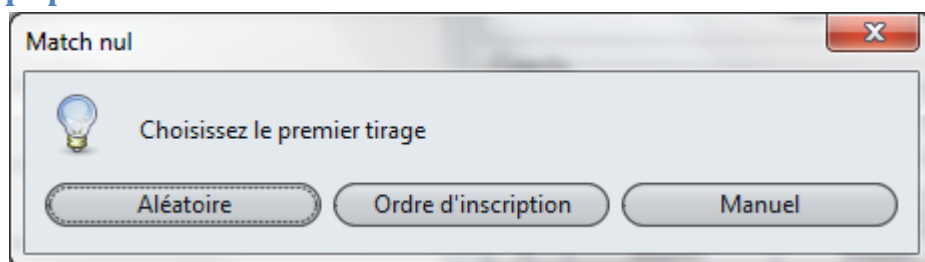 Match nul
Choisissez le premier tirage
Aléatoire
Ordre d'inscription
Manuel